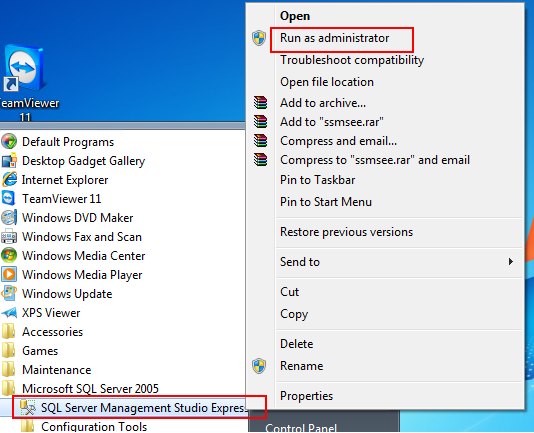 TeamViewer
11
Default Programs
Desktop Gadget Gallery
Internet Explorer
TeamViewer 11
Windows DVD Maker
Windows Fax and Scan
Windows Media Center
Windows Media Player
Windows Update
XPS Viewer
Accessories
Games
Maintenance
Microsoft SQL Server 2005
SQL Server Management Studio Express
Configuration Tools
Open
Run as administrator
Troubleshoot compatibility
Open file location
Add to archive...
Add to "ssmsee.rar"
Compress and email...
Compress to "ssmsee.rar" and email
Pin to Taskbar
Pin to Start Menu
Restore previous versions
Send to
Cut
Copy
Delete
Rename
Properties
Control Panel